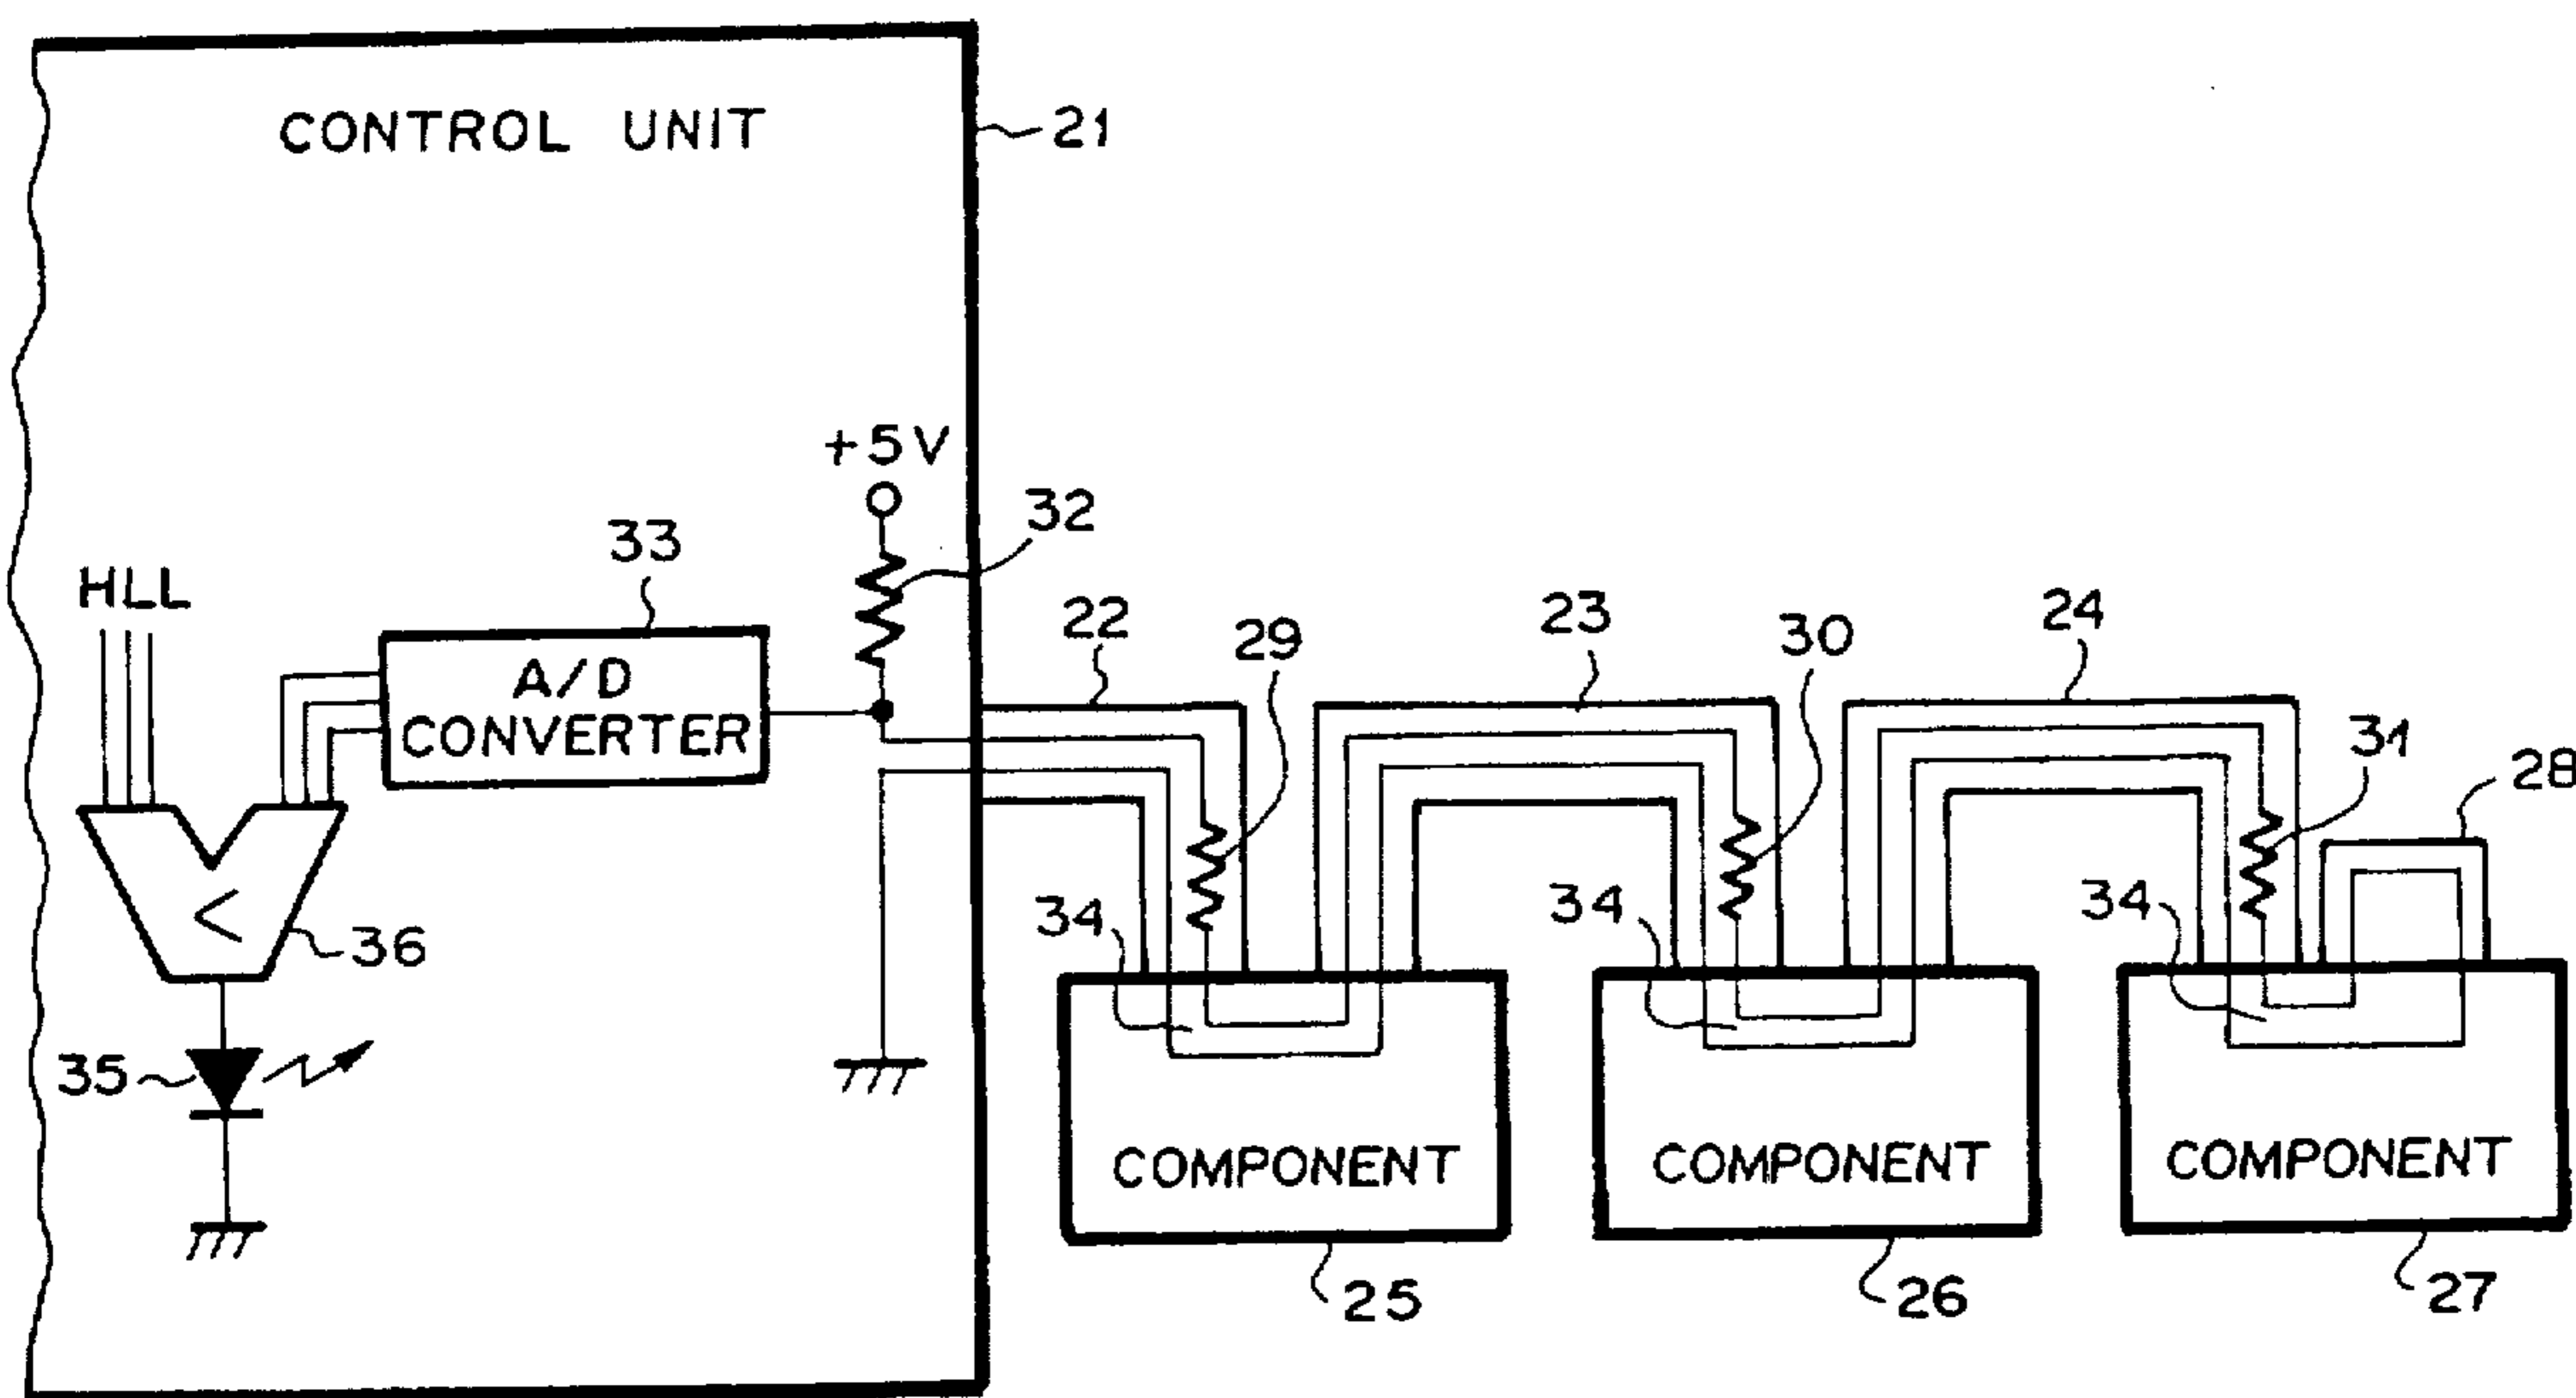 CONTROL UNIT
21
+5V
32
33
HLL
A/D
CONVERTER
22
29
23
30
24
31
28
34
34
34
<
36
35
COMPONENT
COMPONENT
COMPONENT
25
26
27